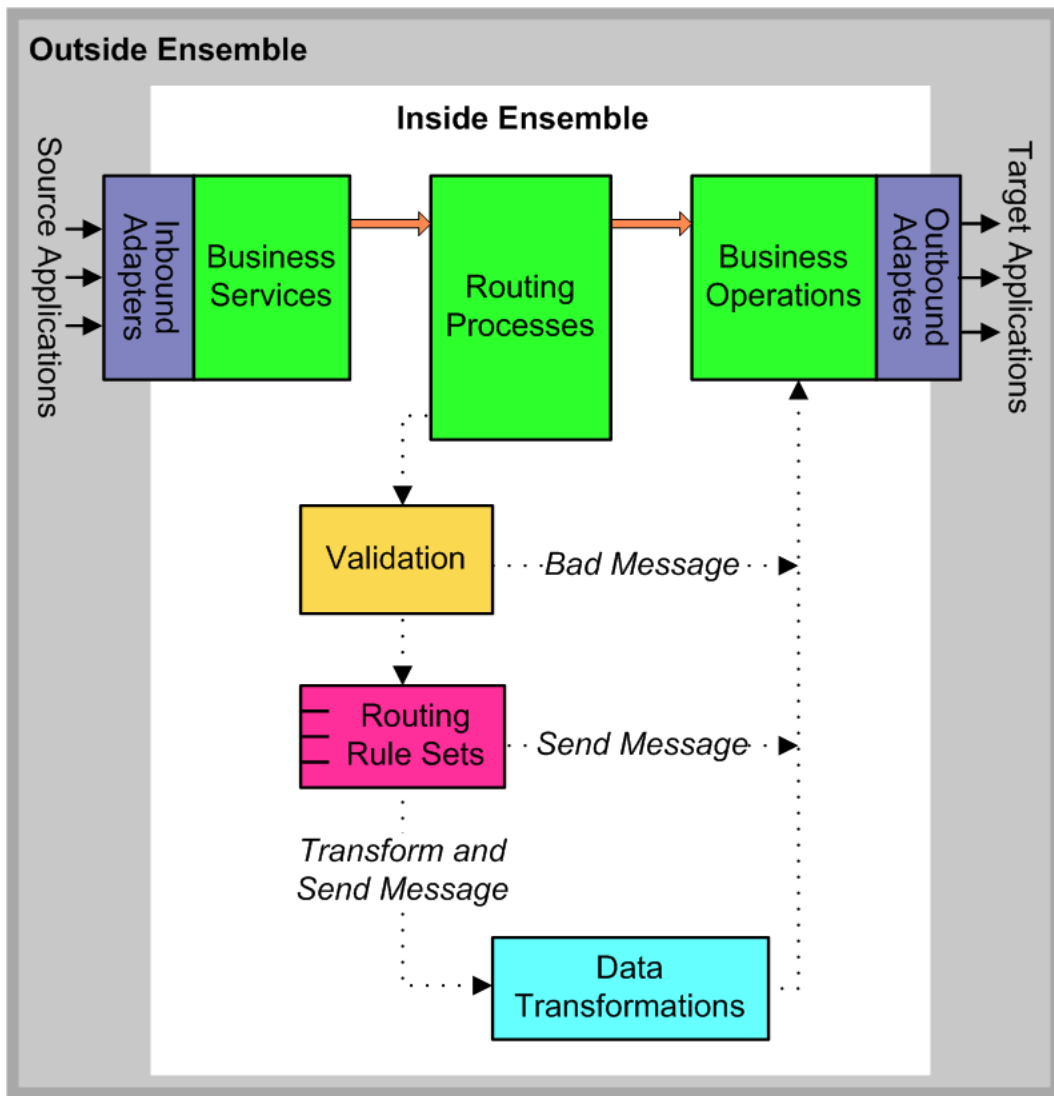 Outside Ensemble
Inside Ensemble
Source Applications
Inbound
Adapters
Business
Services
Routing
Processes
Business
Operations
Outbound
Adapters
Target Applications
Validation
Bad Message
Routing
Rule Sets
Send Message
Transform and
Send Message
Data
Transformations